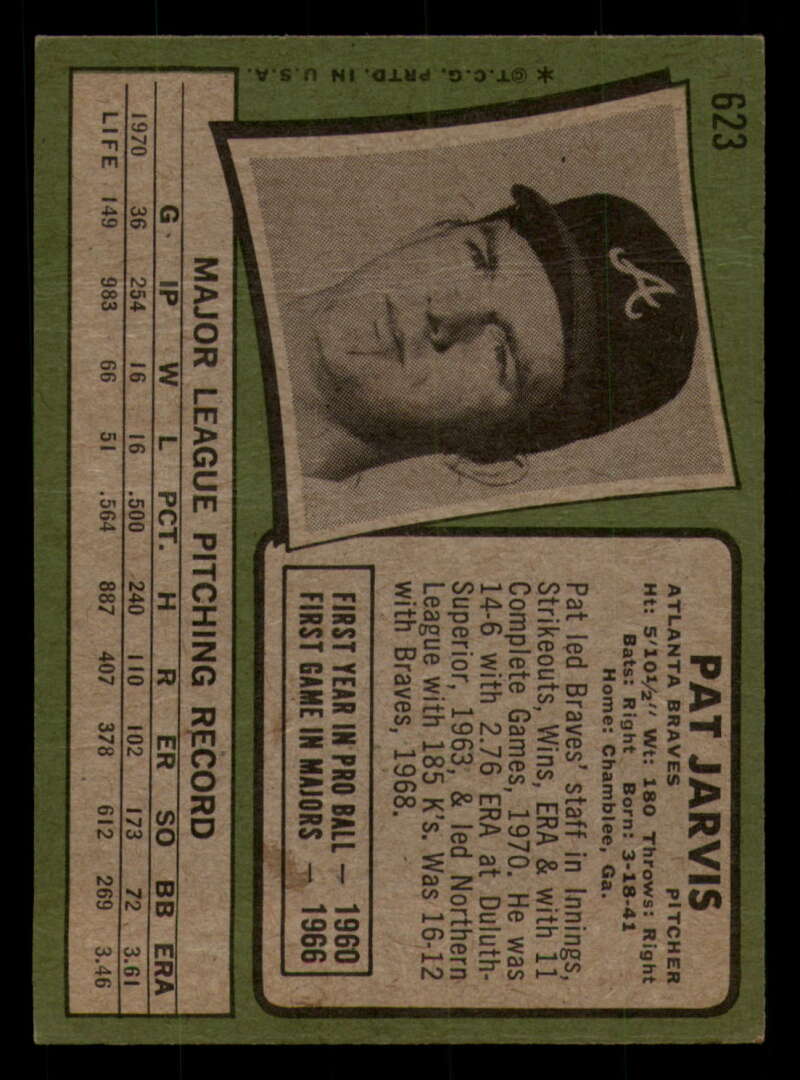 623
PAT JARVIS
ATLANTA BRAVES PITCHER
Ht: 5/10½" Wt: 180 Throws: Right
Bats: Right Born: 3-18-41
Home: Chamblee, Ga.
Pat led Braves' staff in Innings,
Strikeouts, Wins, ERA & with 11
Complete Games, 1970. He was
14-6 with 2.76 ERA at Duluth-
Superior, 1963, & led Northern
League with 185 K's. Was 16-12
with Braves, 1968.
FIRST YEAR IN PRO BALL — 1960
FIRST GAME IN MAJORS — 1966
A
MAJOR LEAGUE PITCHING RECORD
G IP W L PCT. H R ER SO BB ERA
1970 36 254 16 16 .500 240 110 102 173 72 3.61
LIFE 149 983 66 51 .564 887 407 378 612 269 3.46
* © T.C.G. PRTD. IN U.S.A.